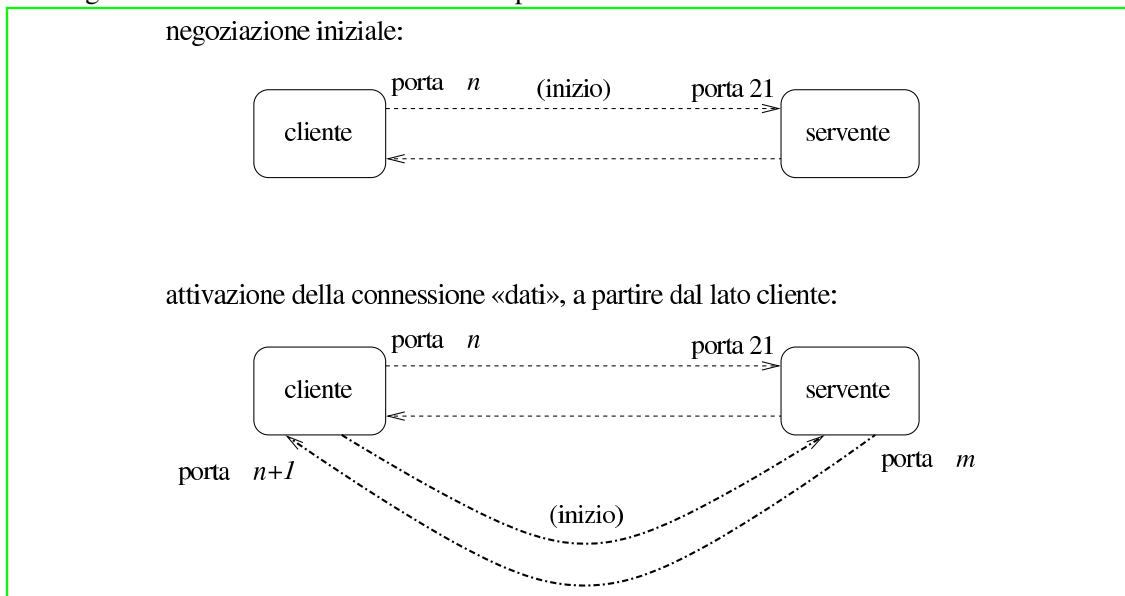 negoziazione iniziale:
porta n (inizio) porta 21
cliente servente
attivazione della connessione «dati», a partire dal lato cliente:
porta n porta 21
cliente servente
porta n+1 porta m
(inizio)